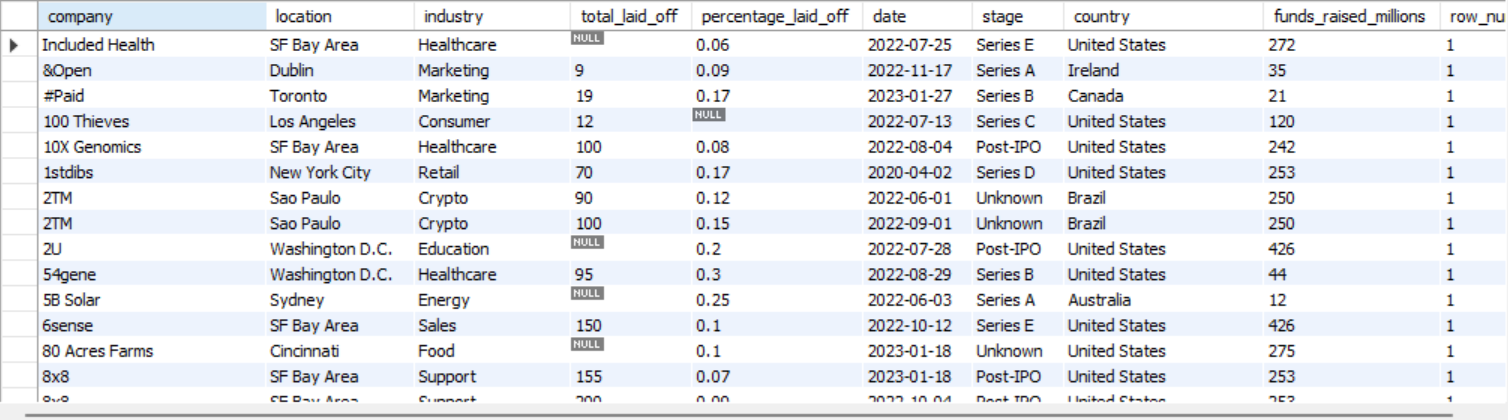 company location industry total_laid_off percentage_laid_off date stage country funds_raised_millions row_nu
Included Health SF Bay Area Healthcare NULL 0.06 2022-07-25 Series E United States 272 1
&Open Dublin Marketing 9 0.09 2022-11-17 Series A Ireland 35 1
#Paid Toronto Marketing 19 0.17 2023-01-27 Series B Canada 21 1
100 Thieves Los Angeles Consumer 12 NULL 2022-07-13 Series C United States 120 1
10X Genomics SF Bay Area Healthcare 100 0.08 2022-08-04 Post-IPO United States 242 1
1stdibs New York City Retail 70 0.17 2020-04-02 Series D United States 253 1
2TM Sao Paulo Crypto 90 0.12 2022-06-01 Unknown Brazil 250 1
2TM Sao Paulo Crypto 100 0.15 2022-09-01 Unknown Brazil 250 1
2U Washington D.C. Education NULL 0.2 2022-07-28 Post-IPO United States 426 1
54gene Washington D.C. Healthcare 95 0.3 2022-08-29 Series B United States 44 1
5B Solar Sydney Energy NULL 0.25 2022-06-03 Series A Australia 12 1
6sense SF Bay Area Sales 150 0.1 2022-10-12 Series E United States 426 1
80 Acres Farms Cincinnati Food NULL 0.1 2023-01-18 Unknown United States 275 1
8x8 SF Bay Area Support 155 0.07 2023-01-18 Post-IPO United States 253 1
8x8 SF Bay Area Support 200 0.09 2022-10-04 Post-IPO United States 253 1